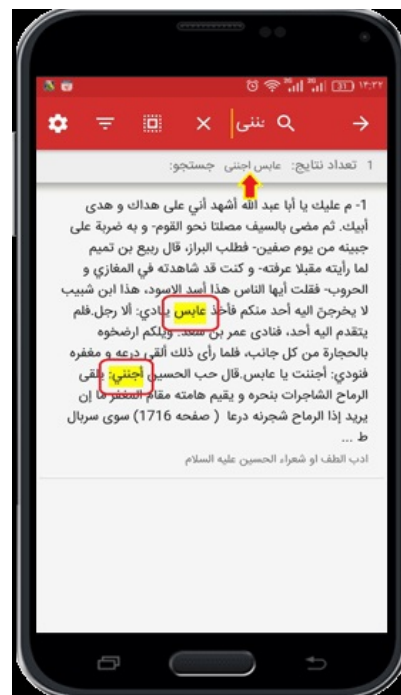 ۱۴:۳۲
عابس اجننی
جستجو: عابس اجننی تعداد نتایج: 1
1- م عليك يا أبا عبد الله أشهد أني على هداك و هدى
أبيك. ثم مضى بالسيف مصلتا نحو القوم- و به ضربة على
جبينه من يوم صفين- فطلب البراز، قال ربيع بن تميم
لما رأيته مقبلا عرفته- و كنت قد شاهدته في المغازي و
الحروب- فقلت أيها الناس هذا أسد الاسود، هذا ابن شبيب
لا يخرجنّ اليه أحد منكم فأخذ عابس ينادي: ألا رجل.فلم
يتقدم اليه أحد، فنادى عمر بن سعد: ويلكم ارضخوه
بالحجارة من كل جانب، فلما رأى ذلك ألقى درعه و مغفره
فنودي: أجننت يا عابس.قال حب الحسين أجنني: يلقى
الرماح الشاجرات بنحره و يقيم هامته مقام المغفر ما إن
يريد إذا الرماح شجرنه درعا ( صفحه 1716) سوى سربال
ط ...
ادب الطف او شعراء الحسين عليه السلام